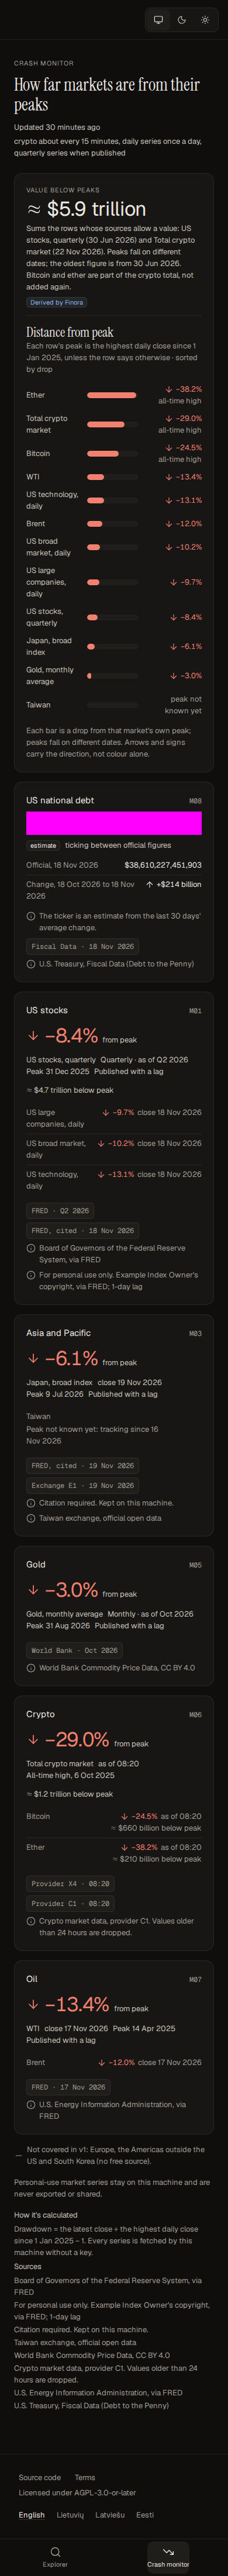 CRASH MONITOR
How far markets are from their
peaks
Updated 30 minutes ago
crypto about every 15 minutes, daily series once a day,
quarterly series when published
VALUE BELOW PEAKS
≈ $5.9 trillion
Sums the rows whose sources allow a value: US
stocks, quarterly (30 Jun 2026) and Total crypto
market (22 Nov 2026). Peaks fall on different
dates; the oldest figure is from 30 Jun 2026.
Bitcoin and ether are part of the crypto total, not
added again.
Derived by Finora
Distance from peak
Each row's peak is the highest daily close since 1
Jan 2025, unless the row says otherwise · sorted
by drop
Ether ↓ −38.2%
all-time high
Total crypto
market ↓ −29.0%
all-time high
Bitcoin ↓ −24.5%
all-time high
WTI ↓ −13.4%
US technology,
daily ↓ −13.1%
Brent ↓ −12.0%
US broad
market, daily ↓ −10.2%
US large
companies,
daily ↓ −9.7%
US stocks,
quarterly ↓ −8.4%
Japan, broad
index ↓ −6.1%
Gold, monthly
average ↓ −3.0%
Taiwan peak not
known yet
Each bar is a drop from that market's own peak;
peaks fall on different dates. Arrows and signs
carry the direction, not colour alone.
US national debt M08
estimate ticking between official figures
Official, 18 Nov 2026 $38,610,227,451,903
Change, 18 Oct 2026 to 18 Nov
2026 ↑ +$214 billion
The ticker is an estimate from the last 30 days'
average change.
Fiscal Data · 18 Nov 2026
U.S. Treasury, Fiscal Data (Debt to the Penny)
US stocks M01
↓ −8.4% from peak
US stocks, quarterly Quarterly · as of Q2 2026
Peak 31 Dec 2025 Published with a lag
≈ $4.7 trillion below peak
US large
companies, daily ↓ −9.7% close 18 Nov 2026
US broad market,
daily ↓ −10.2% close 18 Nov 2026
US technology,
daily ↓ −13.1% close 18 Nov 2026
FRED · Q2 2026
FRED, cited · 18 Nov 2026
Board of Governors of the Federal Reserve
System, via FRED
For personal use only. Example Index Owner's
copyright, via FRED; 1-day lag
Asia and Pacific M03
↓ −6.1% from peak
Japan, broad index close 19 Nov 2026
Peak 9 Jul 2026 Published with a lag
Taiwan
Peak not known yet: tracking since 16
Nov 2026
FRED, cited · 19 Nov 2026
Exchange E1 · 19 Nov 2026
Citation required. Kept on this machine.
Taiwan exchange, official open data
Gold M05
↓ −3.0% from peak
Gold, monthly average Monthly · as of Oct 2026
Peak 31 Aug 2026 Published with a lag
World Bank · Oct 2026
World Bank Commodity Price Data, CC BY 4.0
Crypto M06
↓ −29.0% from peak
Total crypto market as of 08:20
All-time high, 6 Oct 2025
≈ $1.2 trillion below peak
Bitcoin ↓ −24.5% as of 08:20
≈ $660 billion below peak
Ether ↓ −38.2% as of 08:20
≈ $210 billion below peak
Provider X4 · 08:20
Provider C1 · 08:20
Crypto market data, provider C1. Values older
than 24 hours are dropped.
Oil M07
↓ −13.4% from peak
WTI close 17 Nov 2026 Peak 14 Apr 2025
Published with a lag
Brent ↓ −12.0% close 17 Nov 2026
FRED · 17 Nov 2026
U.S. Energy Information Administration, via
FRED
Not covered in v1: Europe, the Americas outside the
US and South Korea (no free source).
Personal-use market series stay on this machine and are
never exported or shared.
How it's calculated
Drawdown = the latest close ÷ the highest daily close
since 1 Jan 2025 − 1. Every series is fetched by this
machine without a key.
Sources
Board of Governors of the Federal Reserve System, via
FRED
For personal use only. Example Index Owner's copyright,
via FRED; 1-day lag
Citation required. Kept on this machine.
Taiwan exchange, official open data
World Bank Commodity Price Data, CC BY 4.0
Crypto market data, provider C1. Values older than 24
hours are dropped.
U.S. Energy Information Administration, via FRED
U.S. Treasury, Fiscal Data (Debt to the Penny)
Source code Terms
Licensed under AGPL-3.0-or-later
English Lietuvių Latviešu Eesti
Explorer Crash monitor